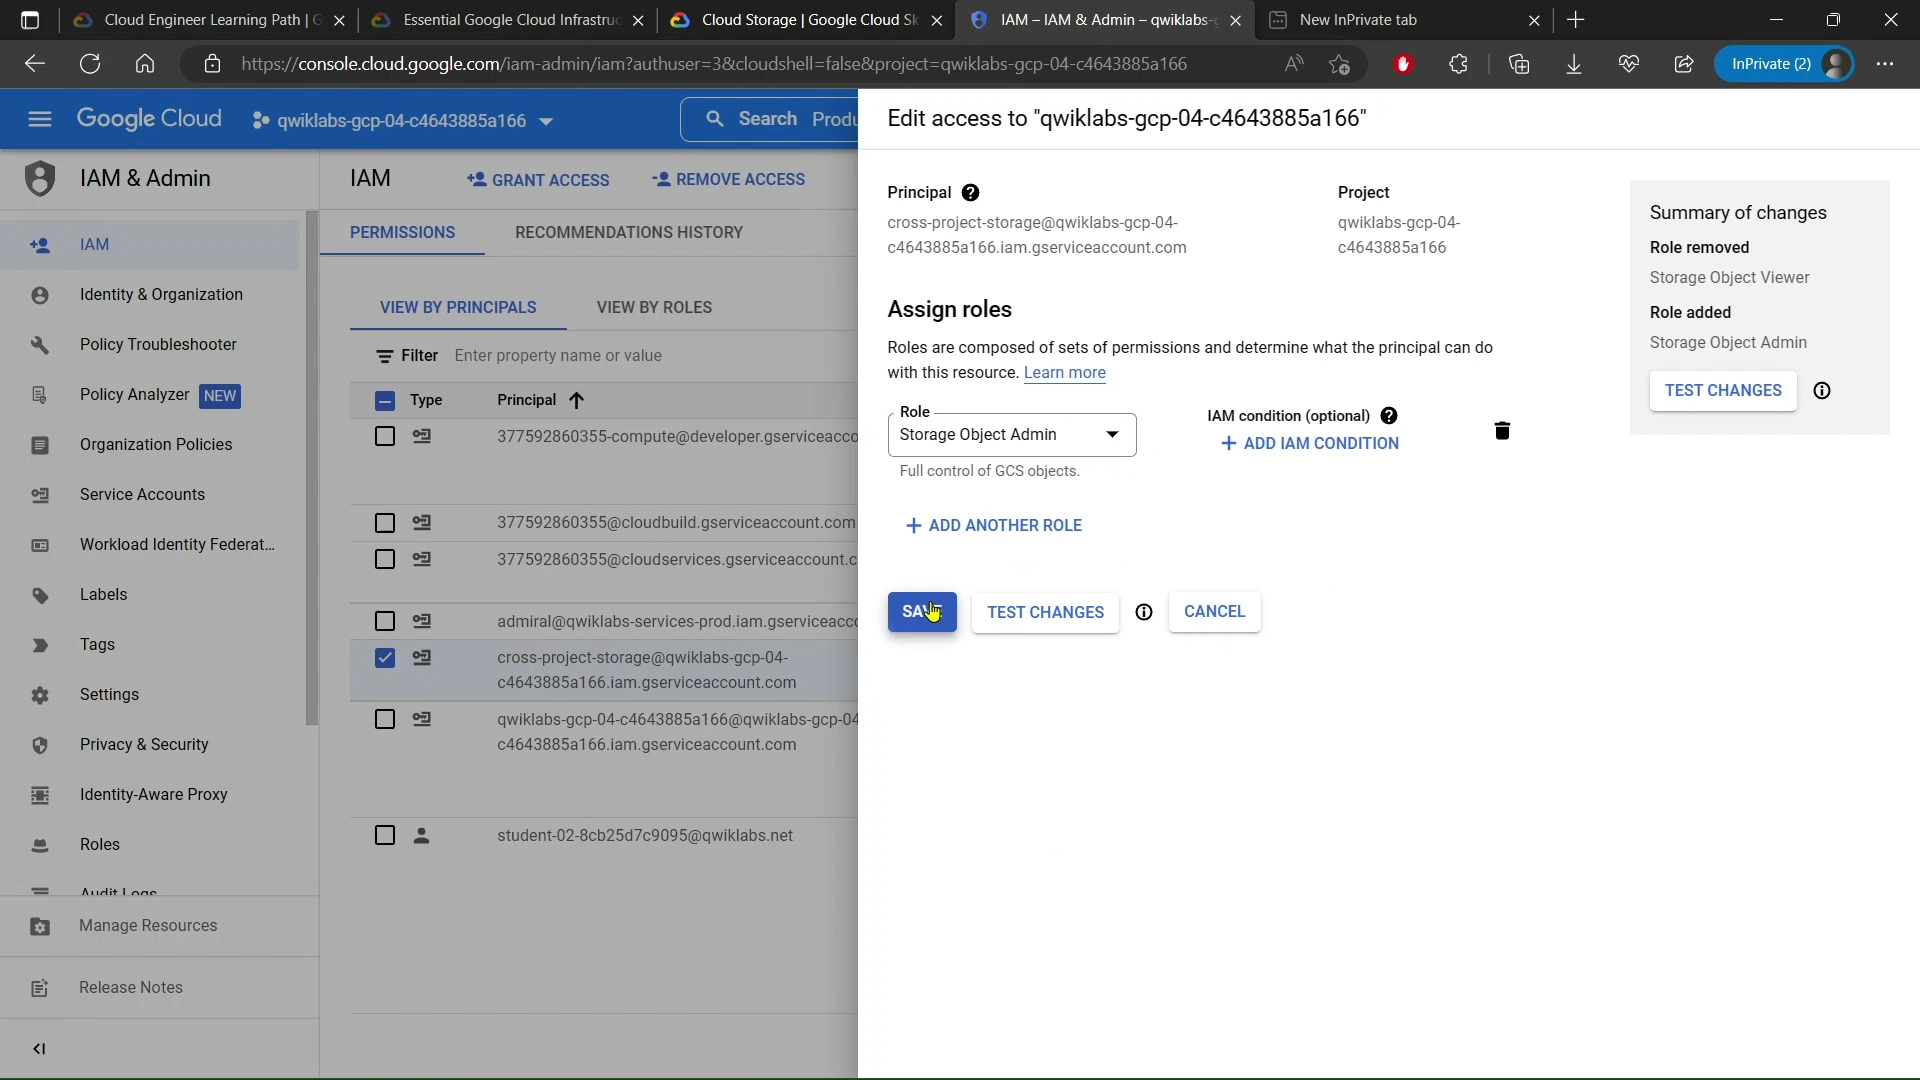 Cloud Engineer Learning Path | G
Essential Google Cloud Infrastruc
Cloud Storage | Google Cloud Sk
IAM – IAM & Admin – qwiklabs-g
New InPrivate tab
https://console.cloud.google.com/iam-admin/iam?authuser=3&cloudshell=false&project=qwiklabs-gcp-04-c4643885a166
InPrivate (2)
Google Cloud
qwiklabs-gcp-04-c4643885a166
Search Produ
Edit access to "qwiklabs-gcp-04-c4643885a166"
IAM & Admin
IAM
Identity & Organization
Policy Troubleshooter
Policy Analyzer NEW
Organization Policies
Service Accounts
Workload Identity Federat...
Labels
Tags
Settings
Privacy & Security
Identity-Aware Proxy
Roles
Audit Logs
Manage Resources
Release Notes
IAM
GRANT ACCESS
REMOVE ACCESS
PERMISSIONS
RECOMMENDATIONS HISTORY
VIEW BY PRINCIPALS
VIEW BY ROLES
Filter Enter property name or value
Type Principal
377592860355-compute@developer.gserviceacco
377592860355@cloudbuild.gserviceaccount.com
377592860355@cloudservices.gserviceaccount.c
admiral@qwiklabs-services-prod.iam.gserviceacco
cross-project-storage@qwiklabs-gcp-04-
c4643885a166.iam.gserviceaccount.com
qwiklabs-gcp-04-c4643885a166@qwiklabs-gcp-04
c4643885a166.iam.gserviceaccount.com
student-02-8cb25d7c9095@qwiklabs.net
Principal
cross-project-storage@qwiklabs-gcp-04-
c4643885a166.iam.gserviceaccount.com
Project
qwiklabs-gcp-04-
c4643885a166
Assign roles
Roles are composed of sets of permissions and determine what the principal can do
with this resource. Learn more
Role
Storage Object Admin
Full control of GCS objects.
IAM condition (optional)
ADD IAM CONDITION
ADD ANOTHER ROLE
SAVE
TEST CHANGES
CANCEL
Summary of changes
Role removed
Storage Object Viewer
Role added
Storage Object Admin
TEST CHANGES